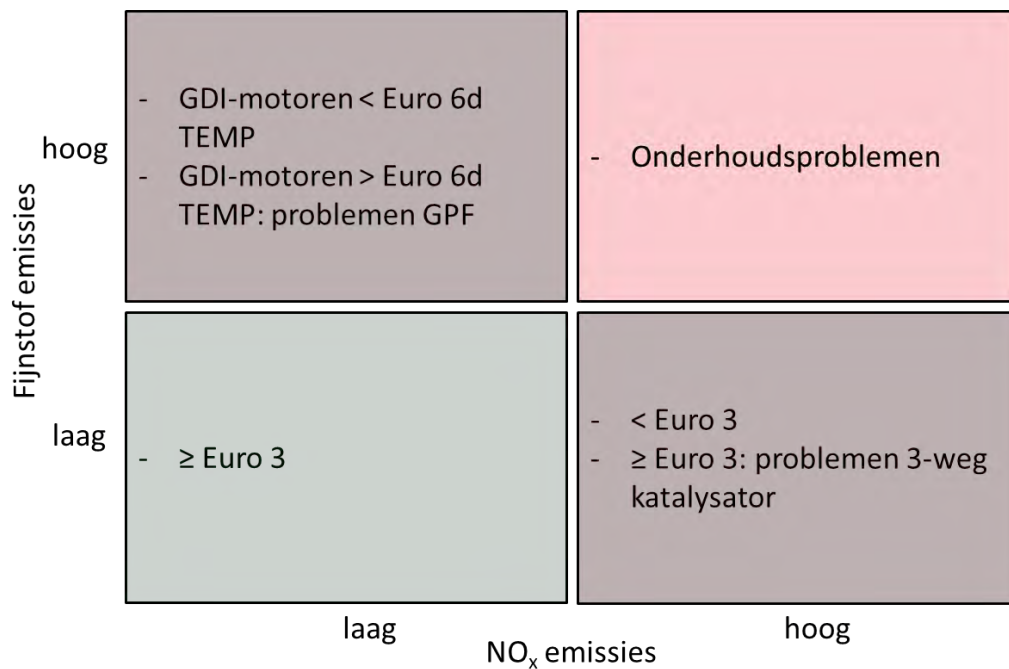 - GDI-motoren < Euro 6d
TEMP
- GDI-motoren > Euro 6d
TEMP: problemen GPF
- Onderhoudsproblemen
hoog
Fijnstof emissies
laag
- ≥ Euro 3
- < Euro 3
- ≥ Euro 3: problemen 3-weg
katalysator
laag
hoog
NOx emissies